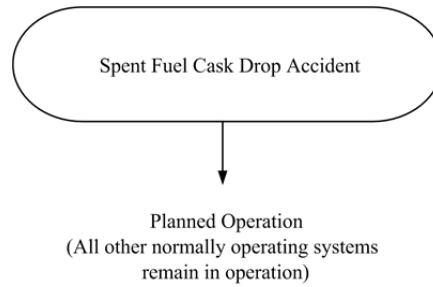 Spent Fuel Cask Drop Accident
Planned Operation
(All other normally operating systems
remain in operation)